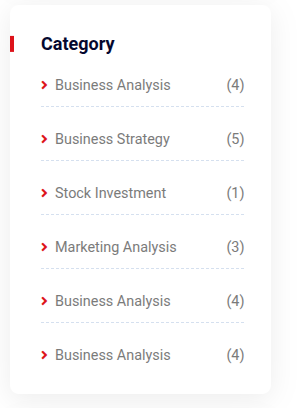 Category
Business Analysis (4)
Business Strategy (5)
Stock Investment (1)
Marketing Analysis (3)
Business Analysis (4)
Business Analysis (4)